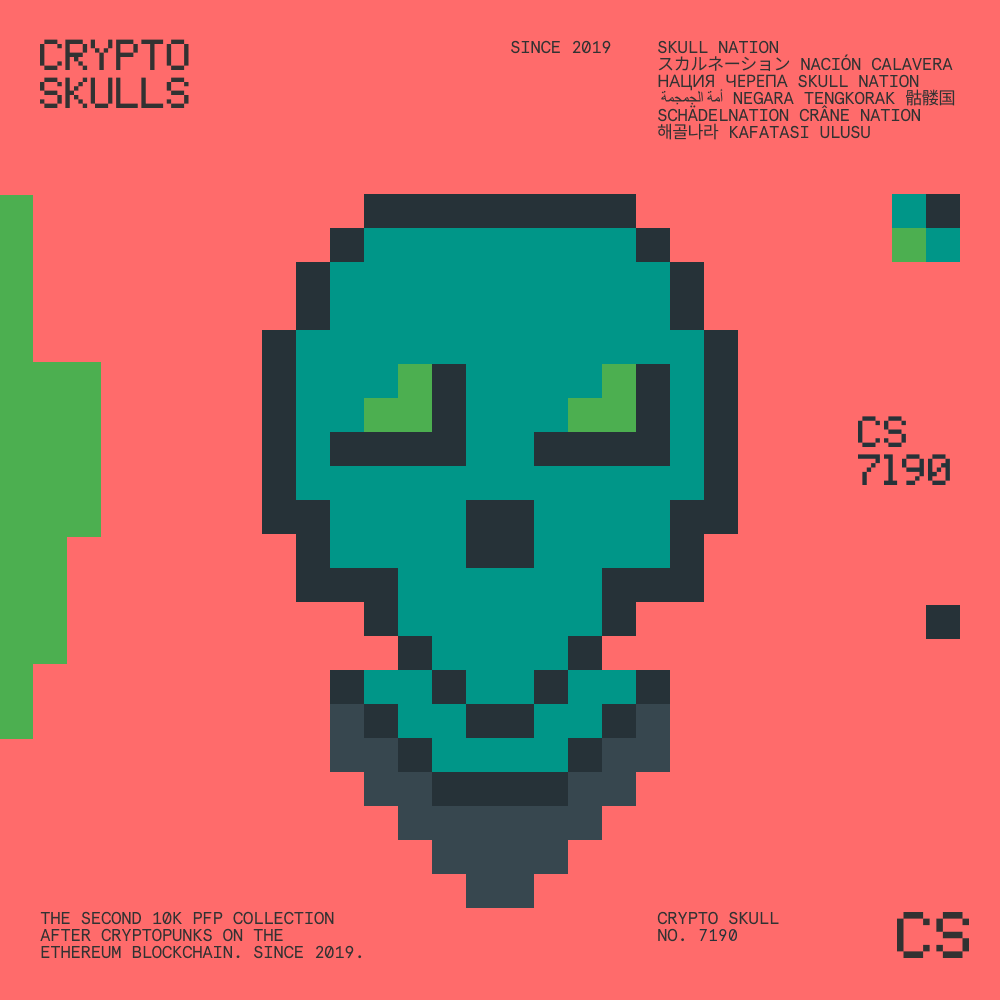 CRYPTO
SKULLS
SINCE 2019
SKULL NATION
スカルネーション NACIÓN CALAVERA
НАЦИЯ ЧЕРЕПА SKULL NATION
أمة الجمجمة NEGARA TENGKORAK 骷髅国
SCHÄDELNATION CRÂNE NATION
해골나라 KAFATASI ULUSU
CS
7190
THE SECOND 10K PFP COLLECTION
AFTER CRYPTOPUNKS ON THE
ETHEREUM BLOCKCHAIN. SINCE 2019.
CRYPTO SKULL
NO. 7190
CS